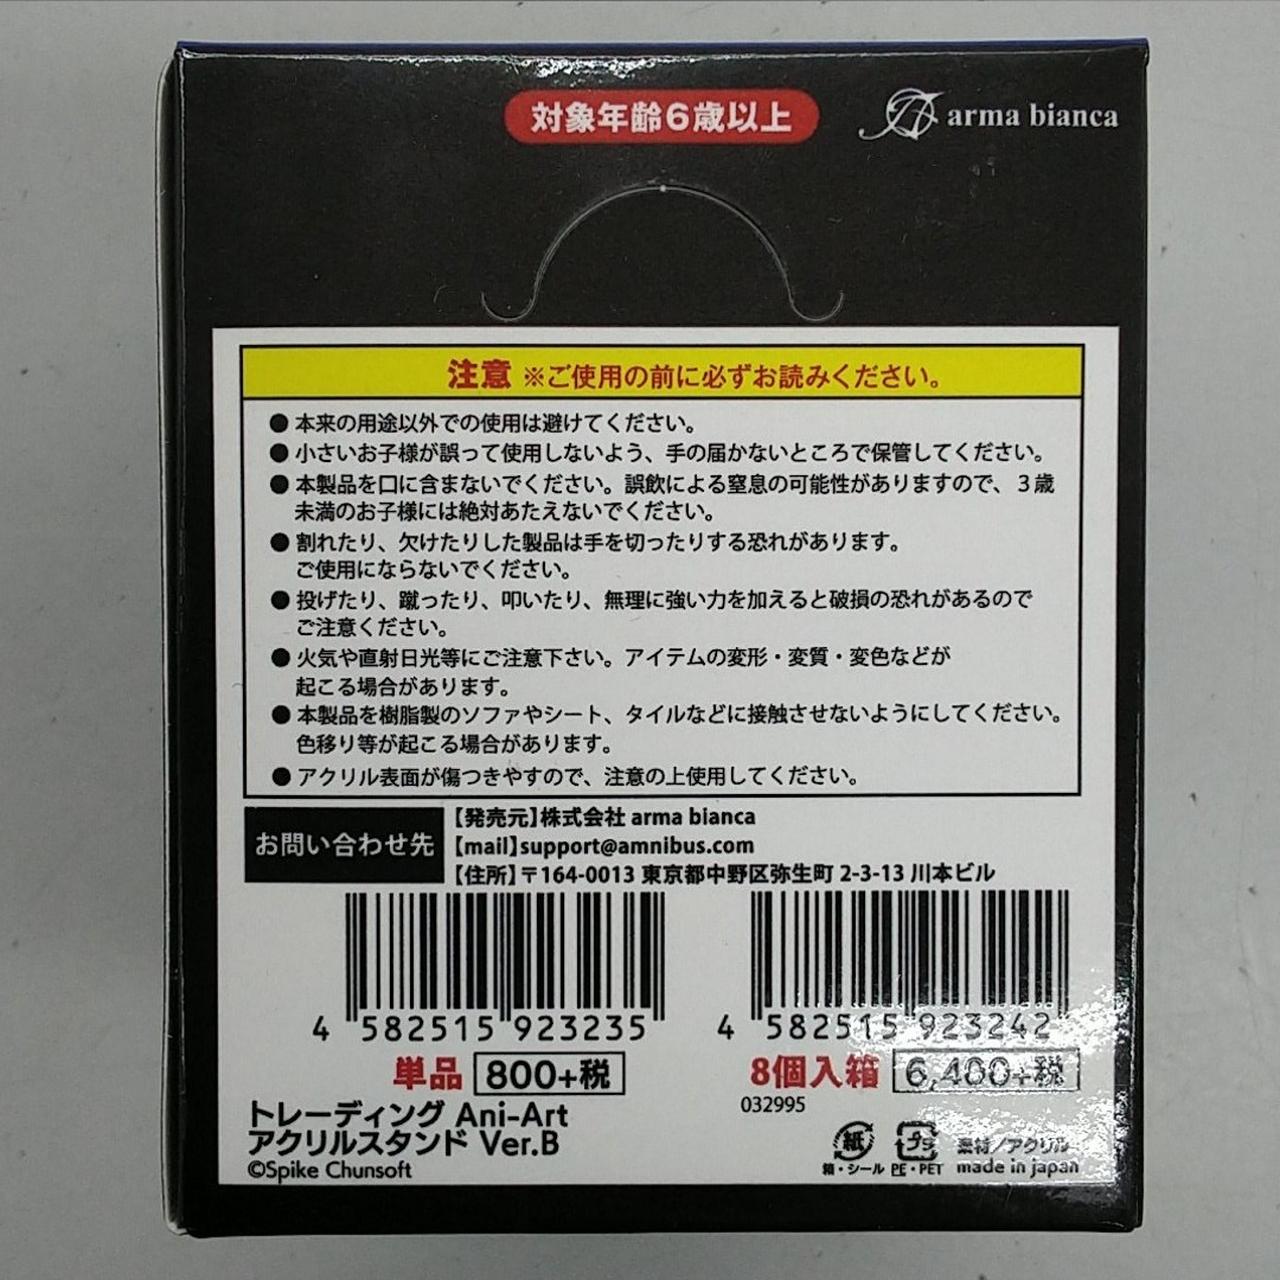 対象年齢6歳以上
arma bianca
注意 ※ご使用の前に必ずお読みください。
●本来の用途以外での使用は避けてください。
●小さいお子様が誤って使用しないよう、手の届かないところで保管してください。
●本製品を口に含まないでください。誤飲による窒息の可能性がありますので、３歳
未満のお子様には絶対あたえないでください。
●割れたり、欠けたりした製品は手を切ったりする恐れがあります。
ご使用にならないでください。
●投げたり、蹴ったり、叩いたり、無理に強い力を加えると破損の恐れがあるので
ご注意ください。
●火気や直射日光等にご注意下さい。アイテムの変形・変質・変色などが
起こる場合があります。
●本製品を樹脂製のソファやシート、タイルなどに接触させないようにしてください。
色移り等が起こる場合があります。
●アクリル表面が傷つきやすので、注意の上使用してください。
お問い合わせ先
【発売元】株式会社 arma bianca
【mail】support@amnibus.com
【住所】〒164-0013 東京都中野区弥生町 2-3-13 川本ビル
4 582515 923235
4 582515 923242
単品 800+税
8個入箱 6,400+税
032995
トレーディング Ani-Art
アクリルスタンド Ver.B
©Spike Chunsoft
紙
箱・シール
プラ
PE・PET
素材/アクリル
made in japan